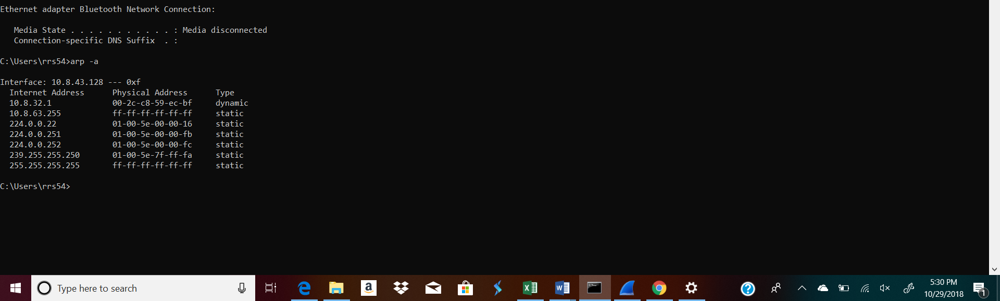 Ethernet adapter Bluetooth Network Connection:
Media State . . . . . . . . . . . : Media disconnected
Connection-specific DNS Suffix  . :
C:\Users\rrs54>arp -a
Interface: 10.8.43.128 --- 0xf
Internet Address      Physical Address      Type
10.8.32.1             00-2c-c8-59-ec-bf     dynamic
10.8.63.255           ff-ff-ff-ff-ff-ff     static
224.0.0.22            01-00-5e-00-00-16     static
224.0.0.251           01-00-5e-00-00-fb     static
224.0.0.252           01-00-5e-00-00-fc     static
239.255.255.250       01-00-5e-7f-ff-fa     static
255.255.255.255       ff-ff-ff-ff-ff-ff     static
C:\Users\rrs54>
Type here to search
5:30 PM
10/29/2018
1